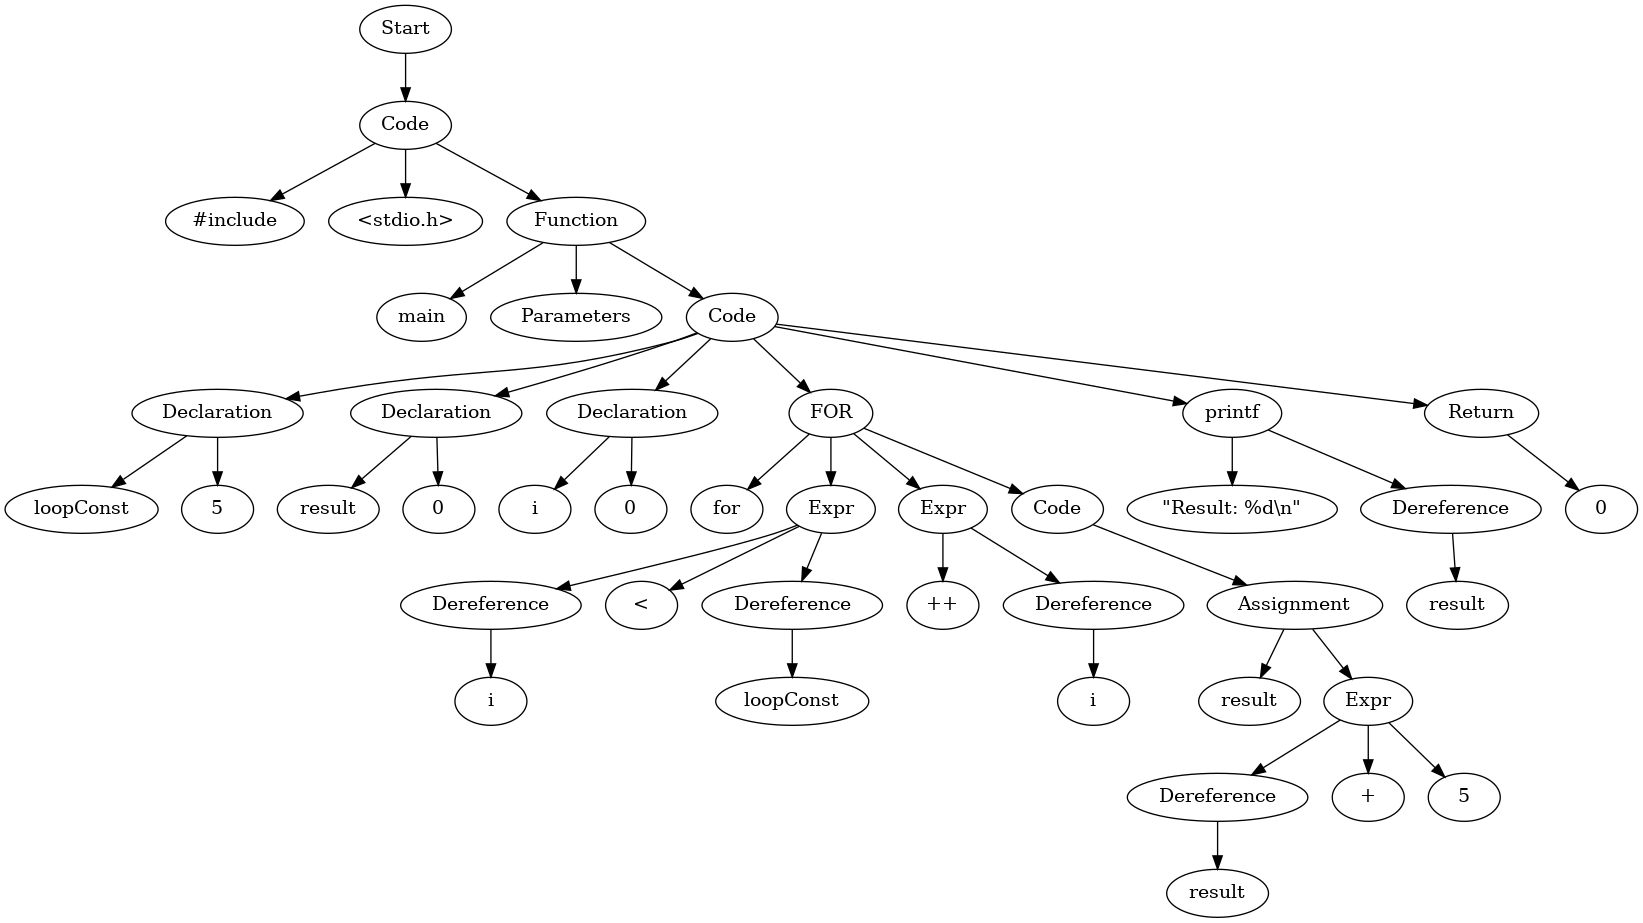 Start
Code
#include
<stdio.h>
Function
main
Parameters
Code
Declaration
Declaration
Declaration
FOR
printf
Return
loopConst
5
result
0
i
0
for
Expr
Expr
Code
"Result: %d\n"
Dereference
0
Dereference
<
Dereference
++
Dereference
Assignment
result
i
loopConst
i
result
Expr
Dereference
+
5
result